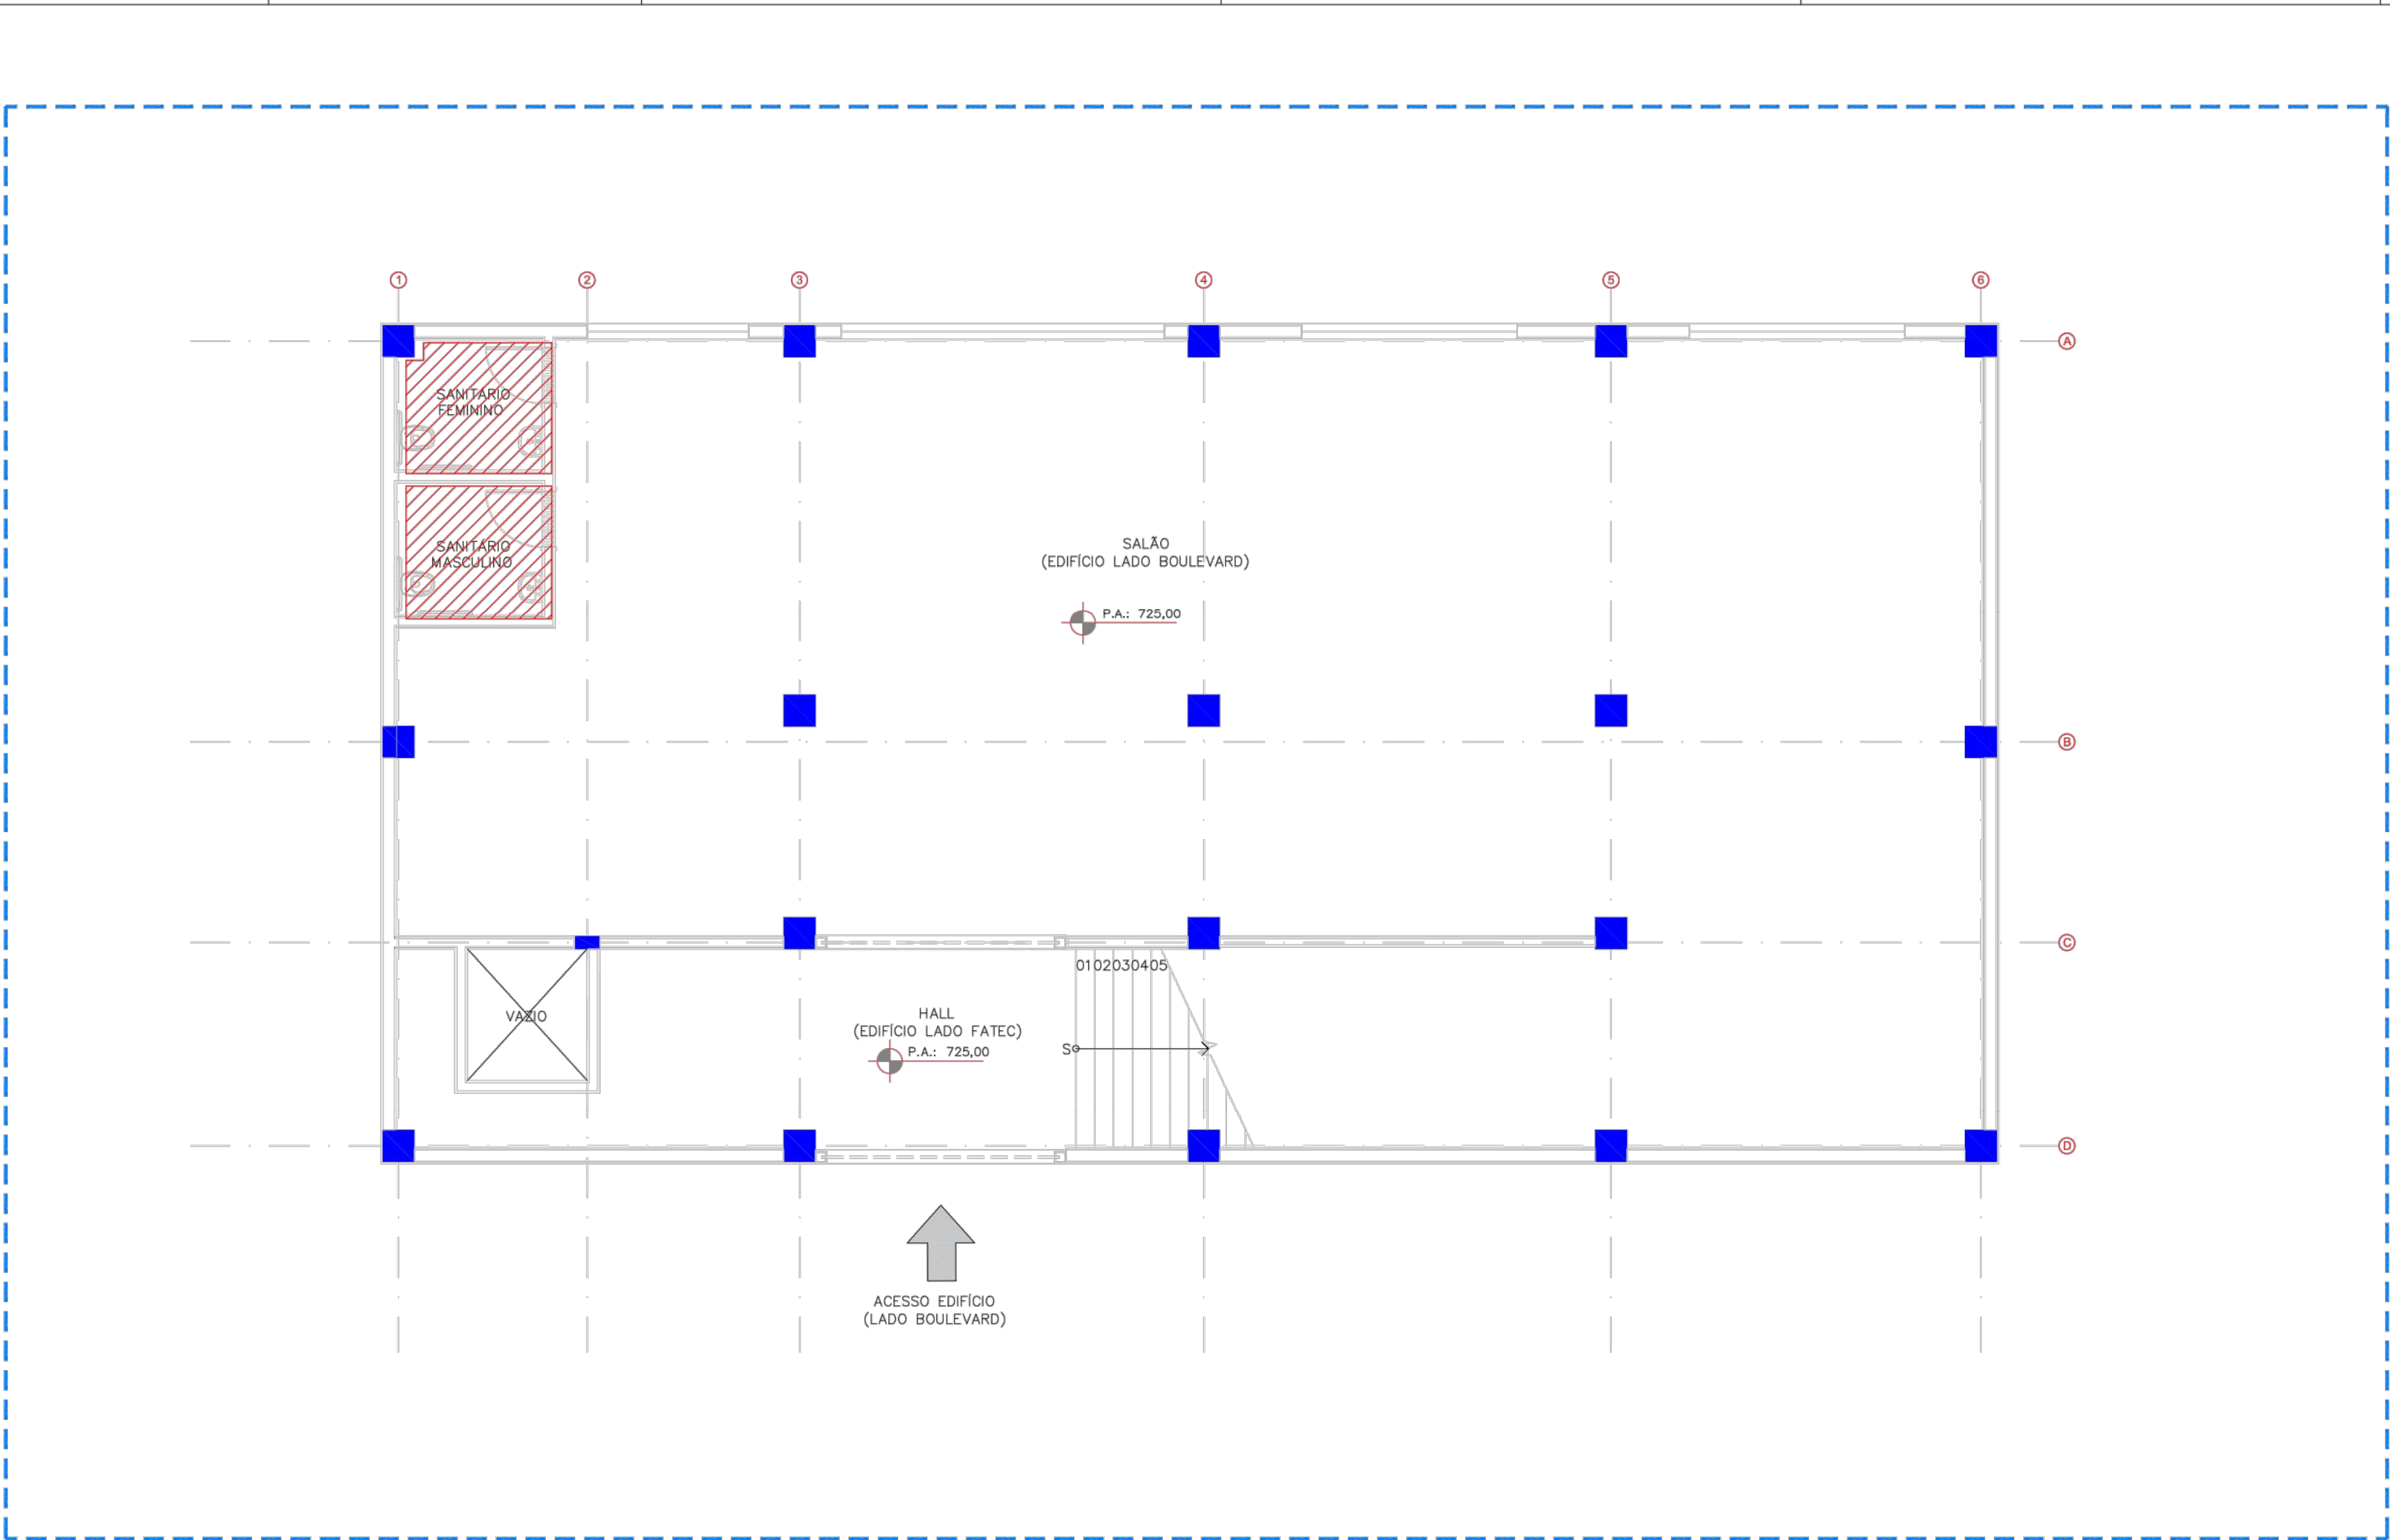 1 2 3 4 5 6
A
SANITÁRIO
FEMININO
SANITÁRIO
MASCULINO
SALÃO
(EDIFÍCIO LADO BOULEVARD)
P.A.: 725,00
B
C
0102030405
VAZIO
HALL
(EDIFÍCIO LADO FATEC)
P.A.: 725,00
S
D
ACESSO EDIFÍCIO
(LADO BOULEVARD)